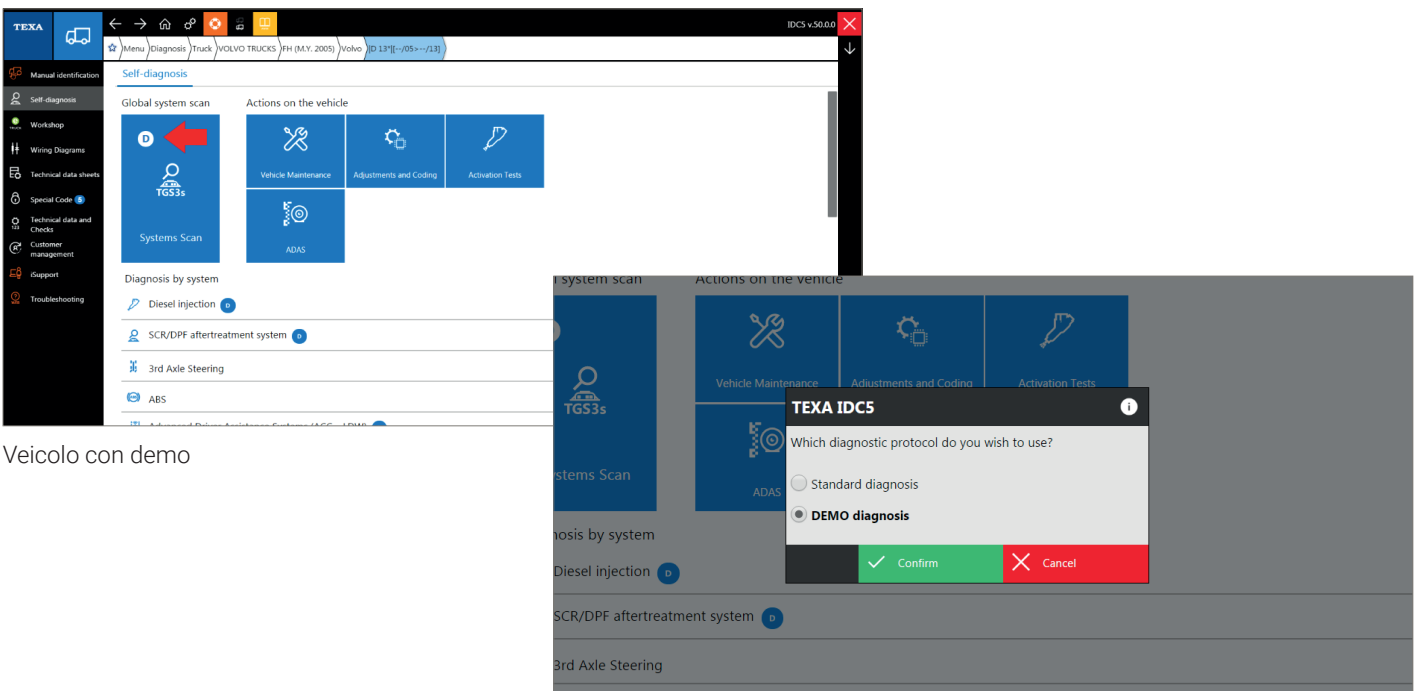 TEXA
IDC5 v.50.0.0
Menu Diagnosis Truck VOLVO TRUCKS FH (M.Y. 2005) Volvo [D 13*][--/05>--/13]
Manual identification
Self-diagnosis
Workshop
Wiring Diagrams
Technical data sheets
Special Code 5
Technical data and
Checks
Customer
management
iSupport
Troubleshooting
Self-diagnosis
Global system scan
Actions on the vehicle
D
TGS3s
Systems Scan
Vehicle Maintenance
Adjustments and Coding
Activation Tests
ADAS
Diagnosis by system
Diesel injection D
SCR/DPF aftertreatment system D
3rd Axle Steering
ABS
Veicolo con demo
system scan
Actions on the vehicle
TGS3s
stems Scan
Vehicle Maintenance
Adjustments and Coding
Activation Tests
ADAS
nosis by system
Diesel injection D
SCR/DPF aftertreatment system D
3rd Axle Steering
TEXA IDC5
Which diagnostic protocol do you wish to use?
Standard diagnosis
DEMO diagnosis
Confirm
Cancel